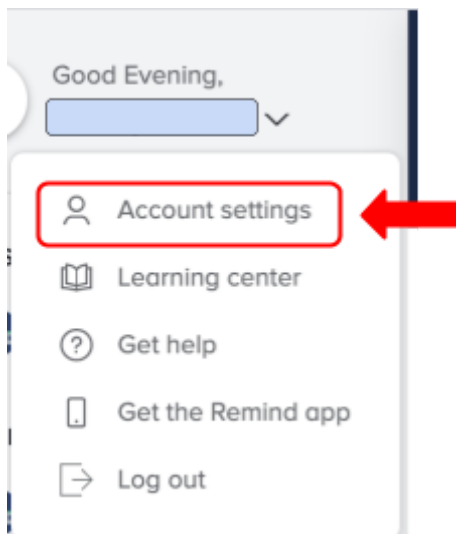 Good Evening,
Account settings
Learning center
Get help
Get the Remind app
Log out